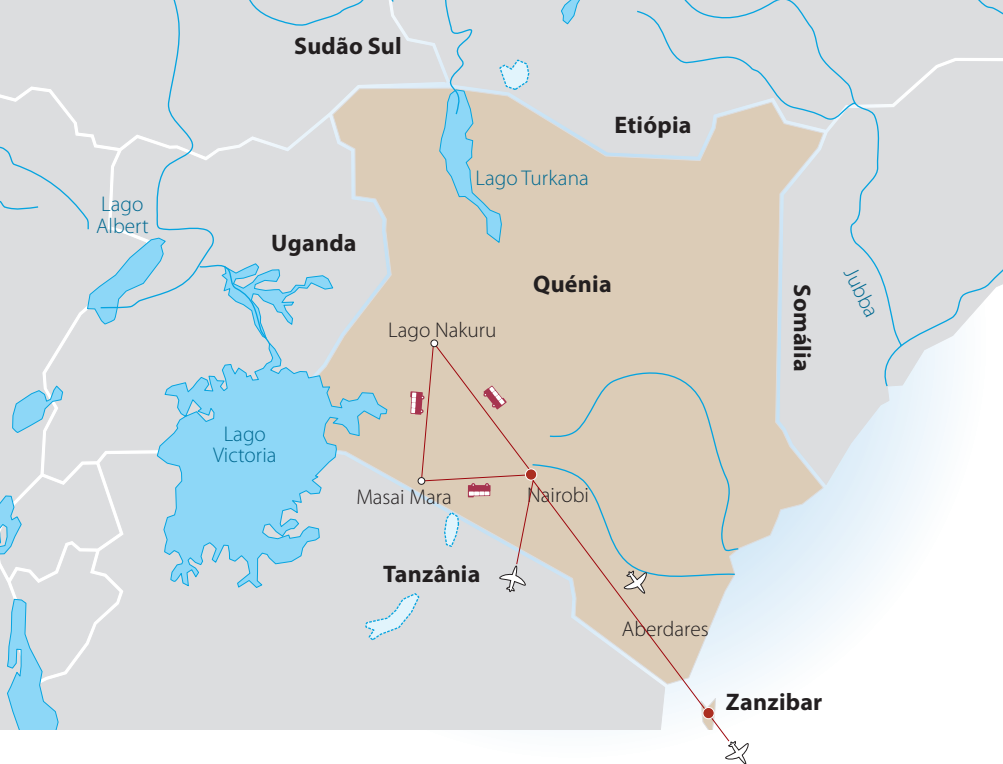 Sudão Sul
Etiópia
Lago Turkana
Lago
Albert
Uganda
Quénia
Jubba
Somália
Lago Nakuru
Lago
Victoria
Masai Mara
Nairobi
Tanzânia
Aberdares
Zanzibar